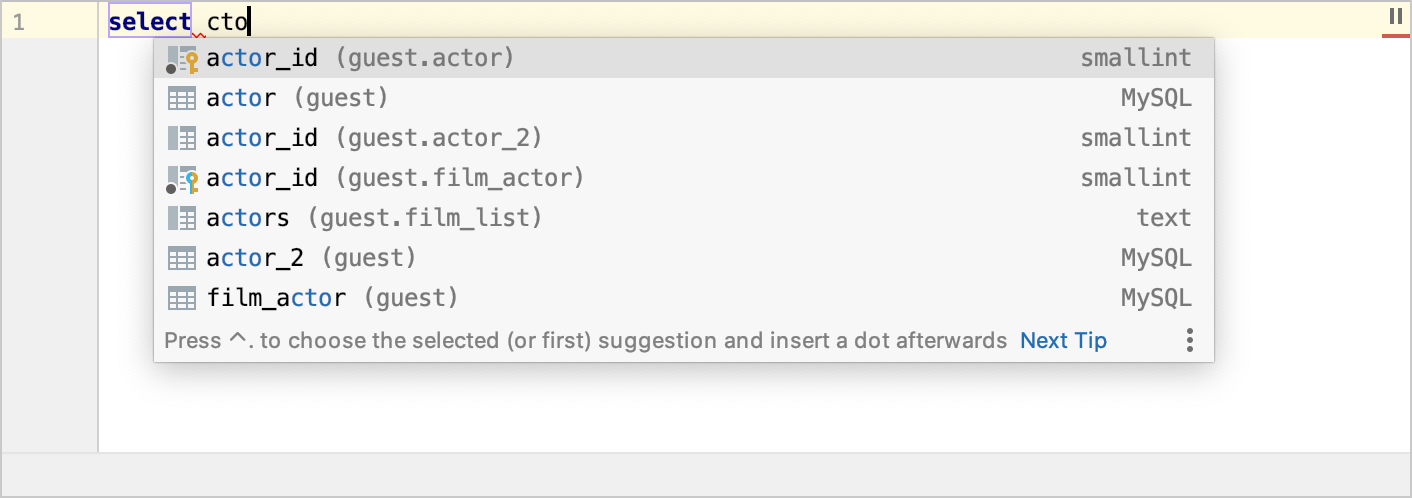 1 select cto
actor_id (guest.actor) smallint
actor (guest) MySQL
actor_id (guest.actor_2) smallint
actor_id (guest.film_actor) smallint
actors (guest.film_list) text
actor_2 (guest) MySQL
film_actor (guest) MySQL
Press ^. to choose the selected (or first) suggestion and insert a dot afterwards Next Tip